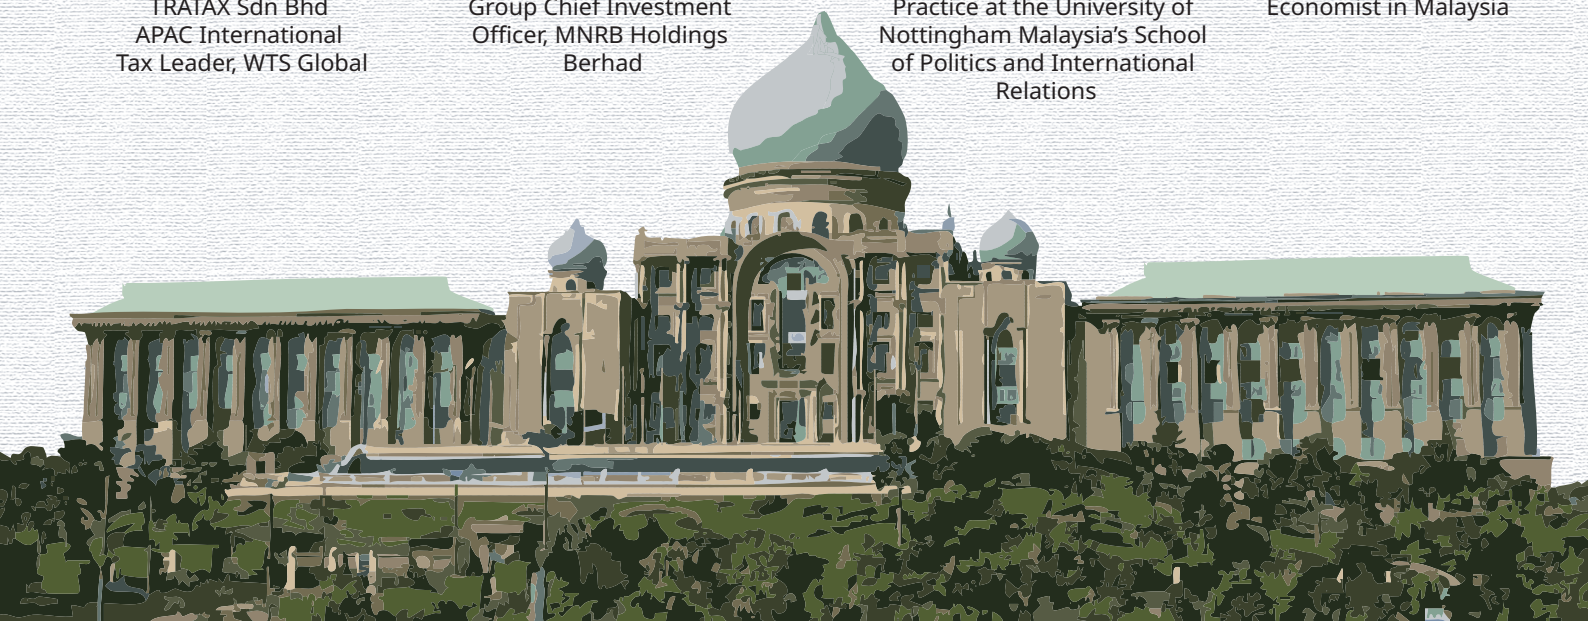 TRATAX Sdn Bhd
APAC International
Tax Leader, WTS Global
Group Chief Investment
Officer, MNRB Holdings
Berhad
Practice at the University of
Nottingham Malaysia’s School
of Politics and International
Relations
Economist in Malaysia